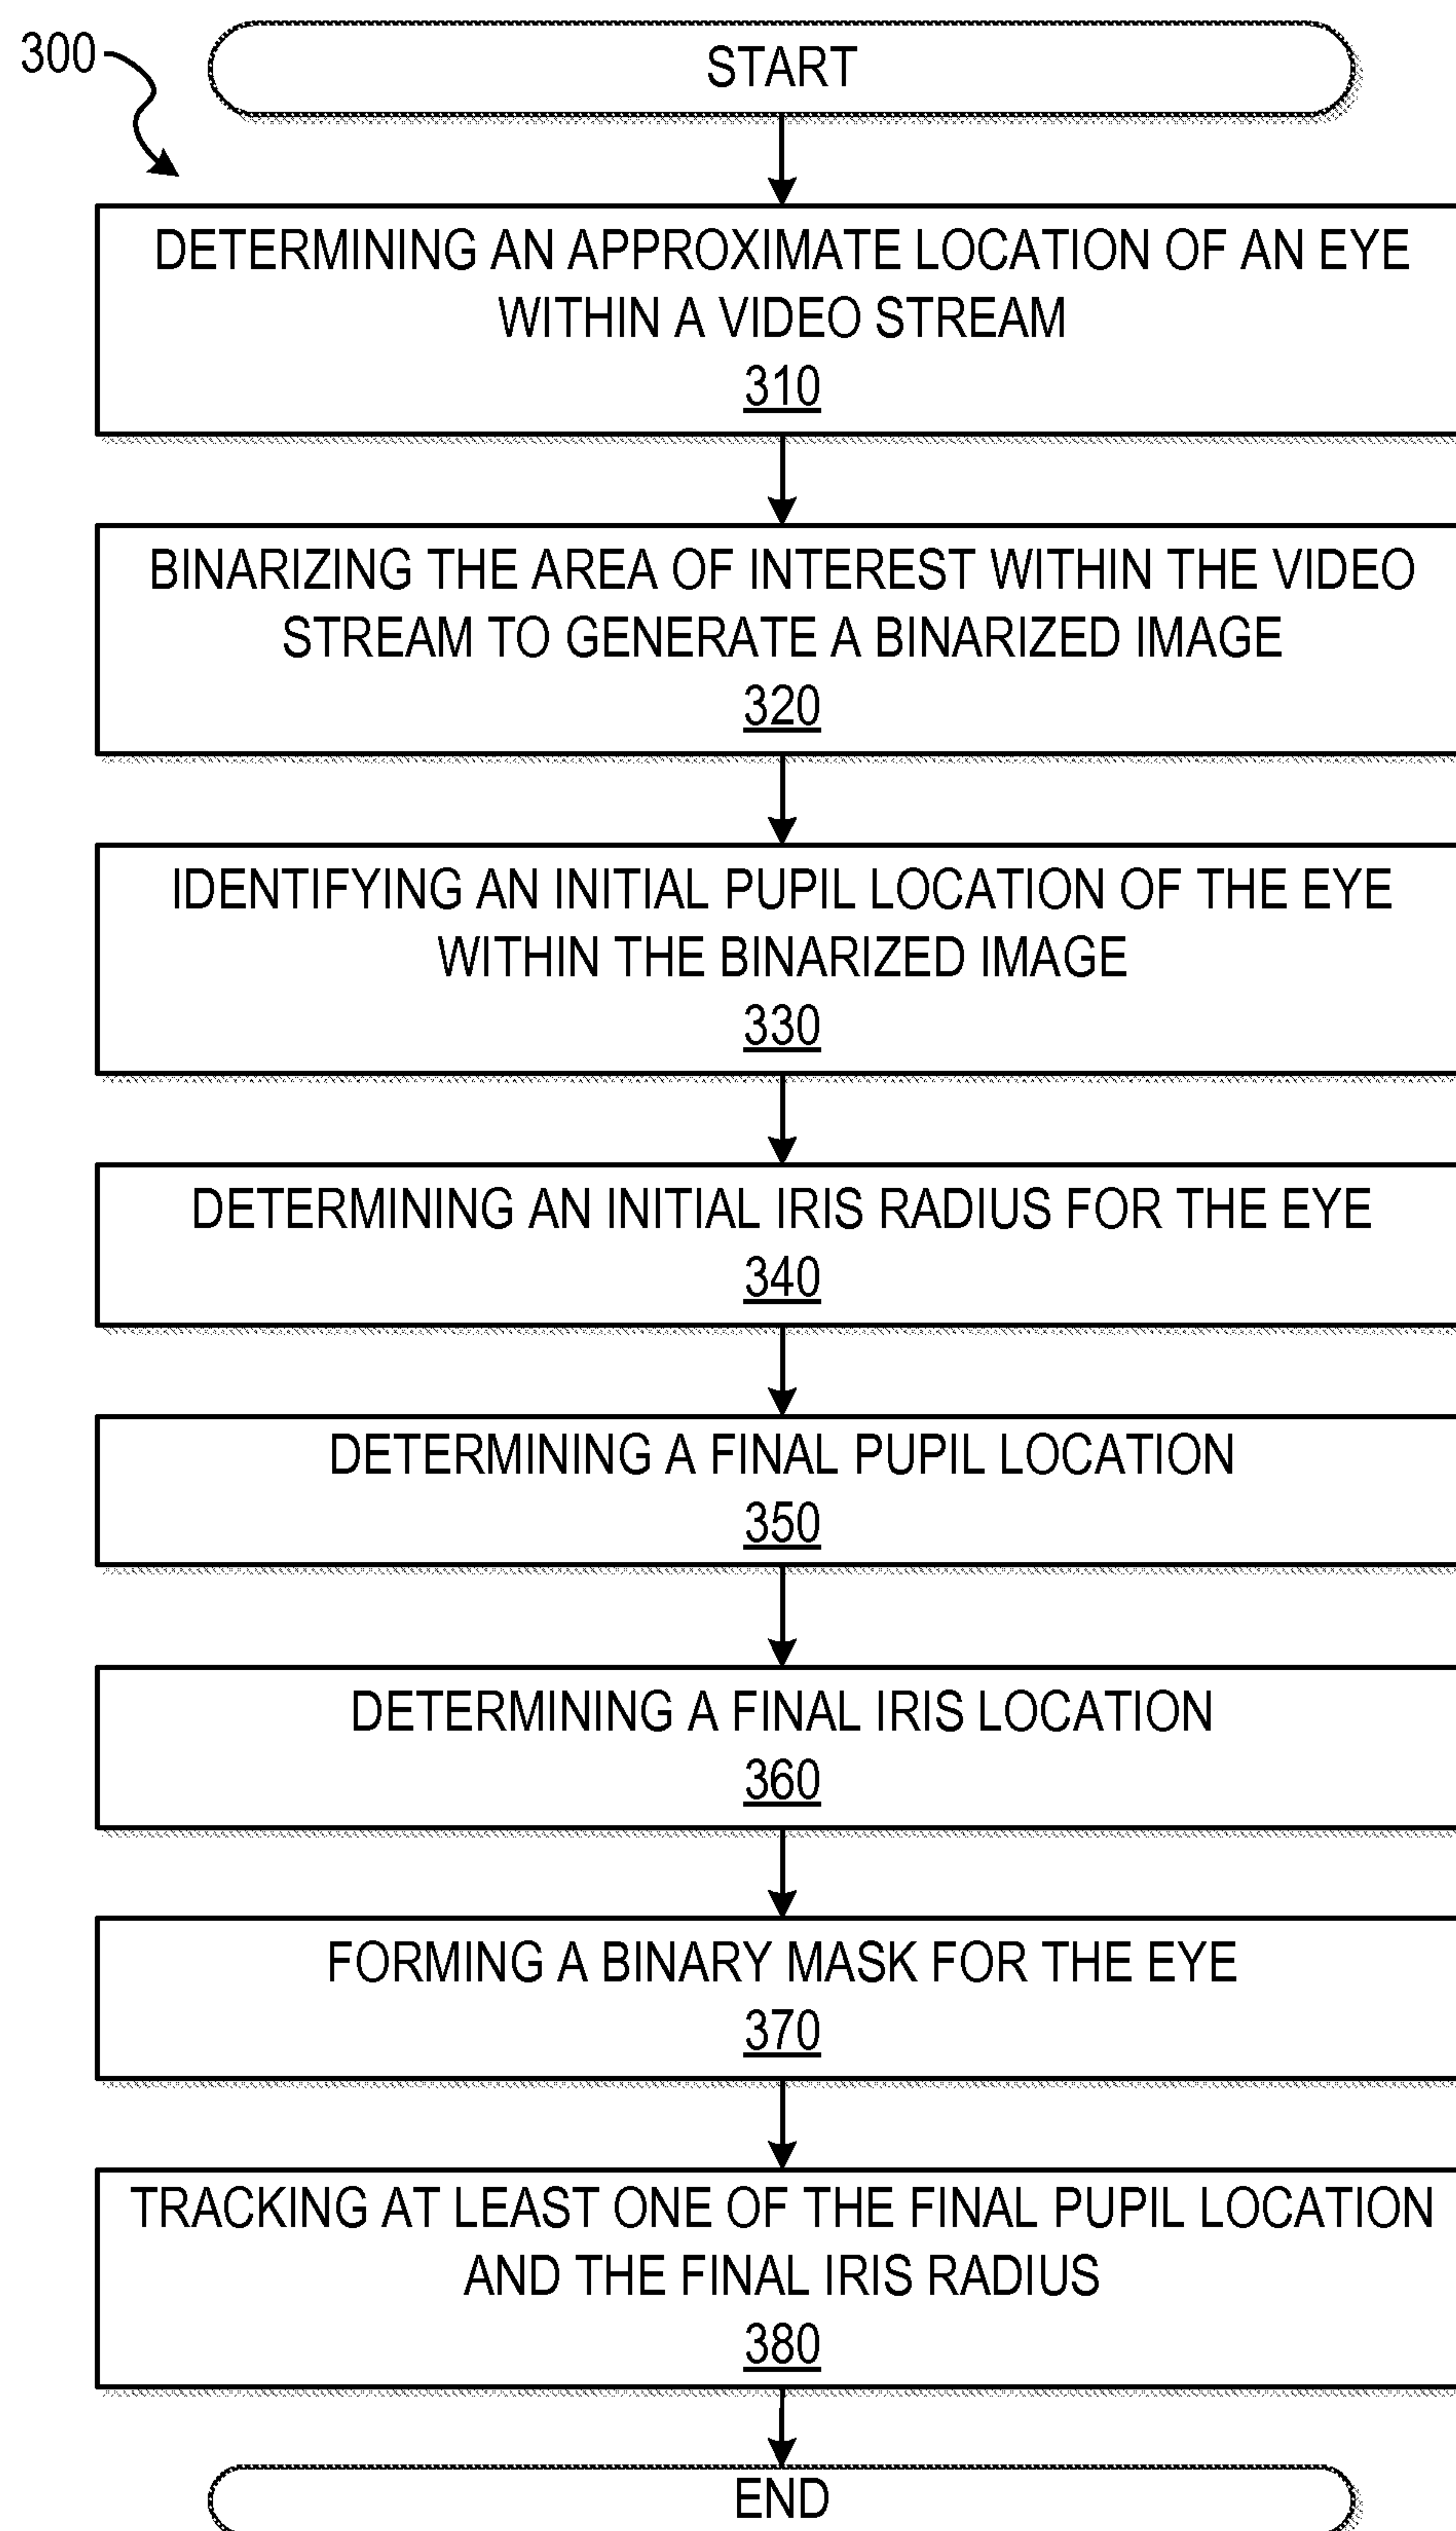 300
START
DETERMINING AN APPROXIMATE LOCATION OF AN EYE
WITHIN A VIDEO STREAM
310
BINARIZING THE AREA OF INTEREST WITHIN THE VIDEO
STREAM TO GENERATE A BINARIZED IMAGE
320
IDENTIFYING AN INITIAL PUPIL LOCATION OF THE EYE
WITHIN THE BINARIZED IMAGE
330
DETERMINING AN INITIAL IRIS RADIUS FOR THE EYE
340
DETERMINING A FINAL PUPIL LOCATION
350
DETERMINING A FINAL IRIS LOCATION
360
FORMING A BINARY MASK FOR THE EYE
370
TRACKING AT LEAST ONE OF THE FINAL PUPIL LOCATION
AND THE FINAL IRIS RADIUS
380
END